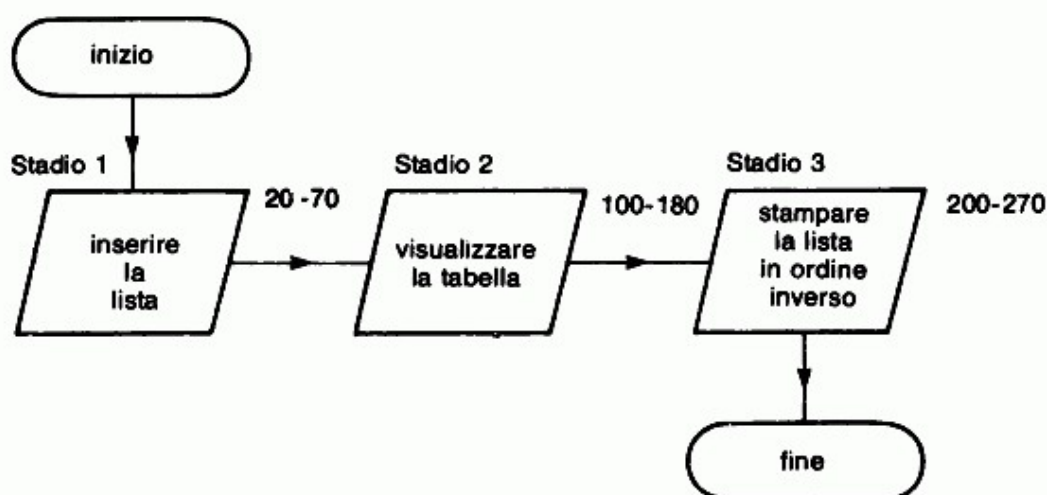 inizio
Stadio 1
20-70
inserire
la
lista
Stadio 2
100-180
visualizzare
la tabella
Stadio 3
200-270
stampare
la lista
in ordine
inverso
fine